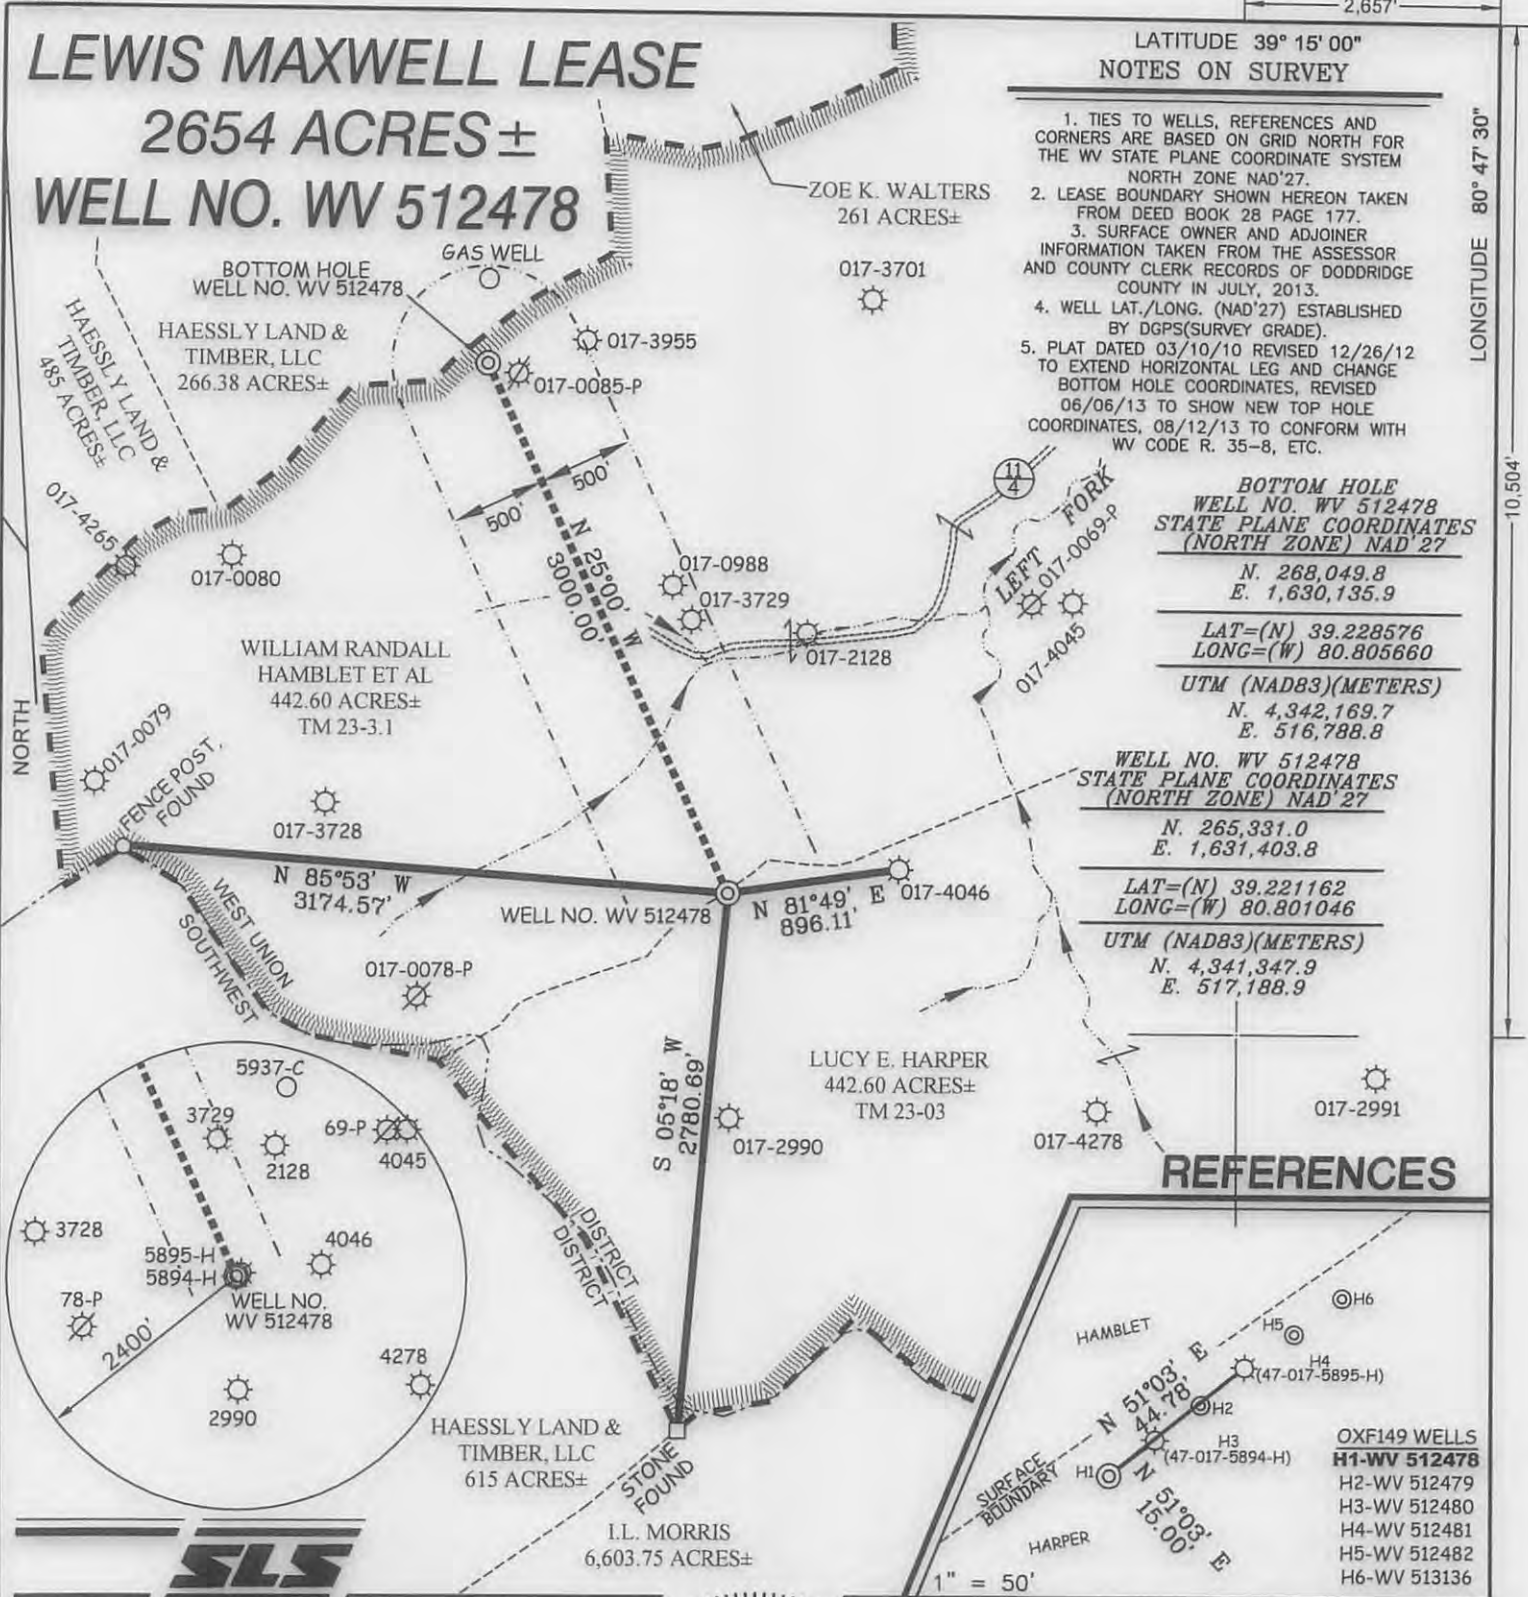 2,657'
LEWIS MAXWELL LEASE
2654 ACRES ±
WELL NO. WV 512478
LATITUDE 39° 15' 00"
NOTES ON SURVEY
1. TIES TO WELLS, REFERENCES AND
CORNERS ARE BASED ON GRID NORTH FOR
THE WV STATE PLANE COORDINATE SYSTEM
NORTH ZONE NAD'27.
2. LEASE BOUNDARY SHOWN HEREON TAKEN
FROM DEED BOOK 28 PAGE 177.
3. SURFACE OWNER AND ADJOINER
INFORMATION TAKEN FROM THE ASSESSOR
AND COUNTY CLERK RECORDS OF DODDRIDGE
COUNTY IN JULY, 2013.
4. WELL LAT./LONG. (NAD'27) ESTABLISHED
BY DGPS(SURVEY GRADE).
5. PLAT DATED 03/10/10 REVISED 12/26/12
TO EXTEND HORIZONTAL LEG AND CHANGE
BOTTOM HOLE COORDINATES, REVISED
06/06/13 TO SHOW NEW TOP HOLE
COORDINATES, 08/12/13 TO CONFORM WITH
WV CODE R. 35-8, ETC.
LONGITUDE 80° 47' 30"
10,504'
ZOE K. WALTERS
261 ACRES±
017-3701
GAS WELL
BOTTOM HOLE
WELL NO. WV 512478
HAESSLY LAND &
TIMBER, LLC
266.38 ACRES±
HAESSLY LAND &
TIMBER, LLC
485 ACRES±
017-3955
017-0085-P
017-4265
017-0080
500'
500'
N 25°00' W
3000.00'
11
4
LEFT FORK
017-0069-P
017-4045
017-0988
017-3729
017-2128
WILLIAM RANDALL
HAMBLET ET AL
442.60 ACRES±
TM 23-3.1
NORTH
017-0079
FENCE POST,
FOUND
017-3728
BOTTOM HOLE
WELL NO. WV 512478
STATE PLANE COORDINATES
(NORTH ZONE) NAD'27
N. 268,049.8
E. 1,630,135.9
LAT=(N) 39.228576
LONG=(W) 80.805660
UTM (NAD83)(METERS)
N. 4,342,169.7
E. 516,788.8
WELL NO. WV 512478
STATE PLANE COORDINATES
(NORTH ZONE) NAD'27
N. 265,331.0
E. 1,631,403.8
LAT=(N) 39.221162
LONG=(W) 80.801046
UTM (NAD83)(METERS)
N. 4,341,347.9
E. 517,188.9
N 85°53' W
3174.57'
WELL NO. WV 512478
N 81°49' E
896.11'
017-4046
WEST UNION
SOUTHWEST
017-0078-P
S 05°18' W
2780.69'
LUCY E. HARPER
442.60 ACRES±
TM 23-03
017-2990
017-4278
017-2991
DISTRICT
DISTRICT
5937-C
3729
2128
69-P
4045
3728
5895-H
5894-H
4046
WELL NO.
WV 512478
78-P
2400'
4278
2990
HAESSLY LAND &
TIMBER, LLC
615 ACRES±
STONE
FOUND
I.L. MORRIS
6,603.75 ACRES±
SLS
REFERENCES
HAMBLET
H6
H5
H4
(47-017-5895-H)
N 51°03' E
44.78'
H2
H3
(47-017-5894-H)
H1
SURFACE
BOUNDARY
N 51°03' E
15.00'
HARPER
1" = 50'
OXF149 WELLS
H1-WV 512478
H2-WV 512479
H3-WV 512480
H4-WV 512481
H5-WV 512482
H6-WV 513136